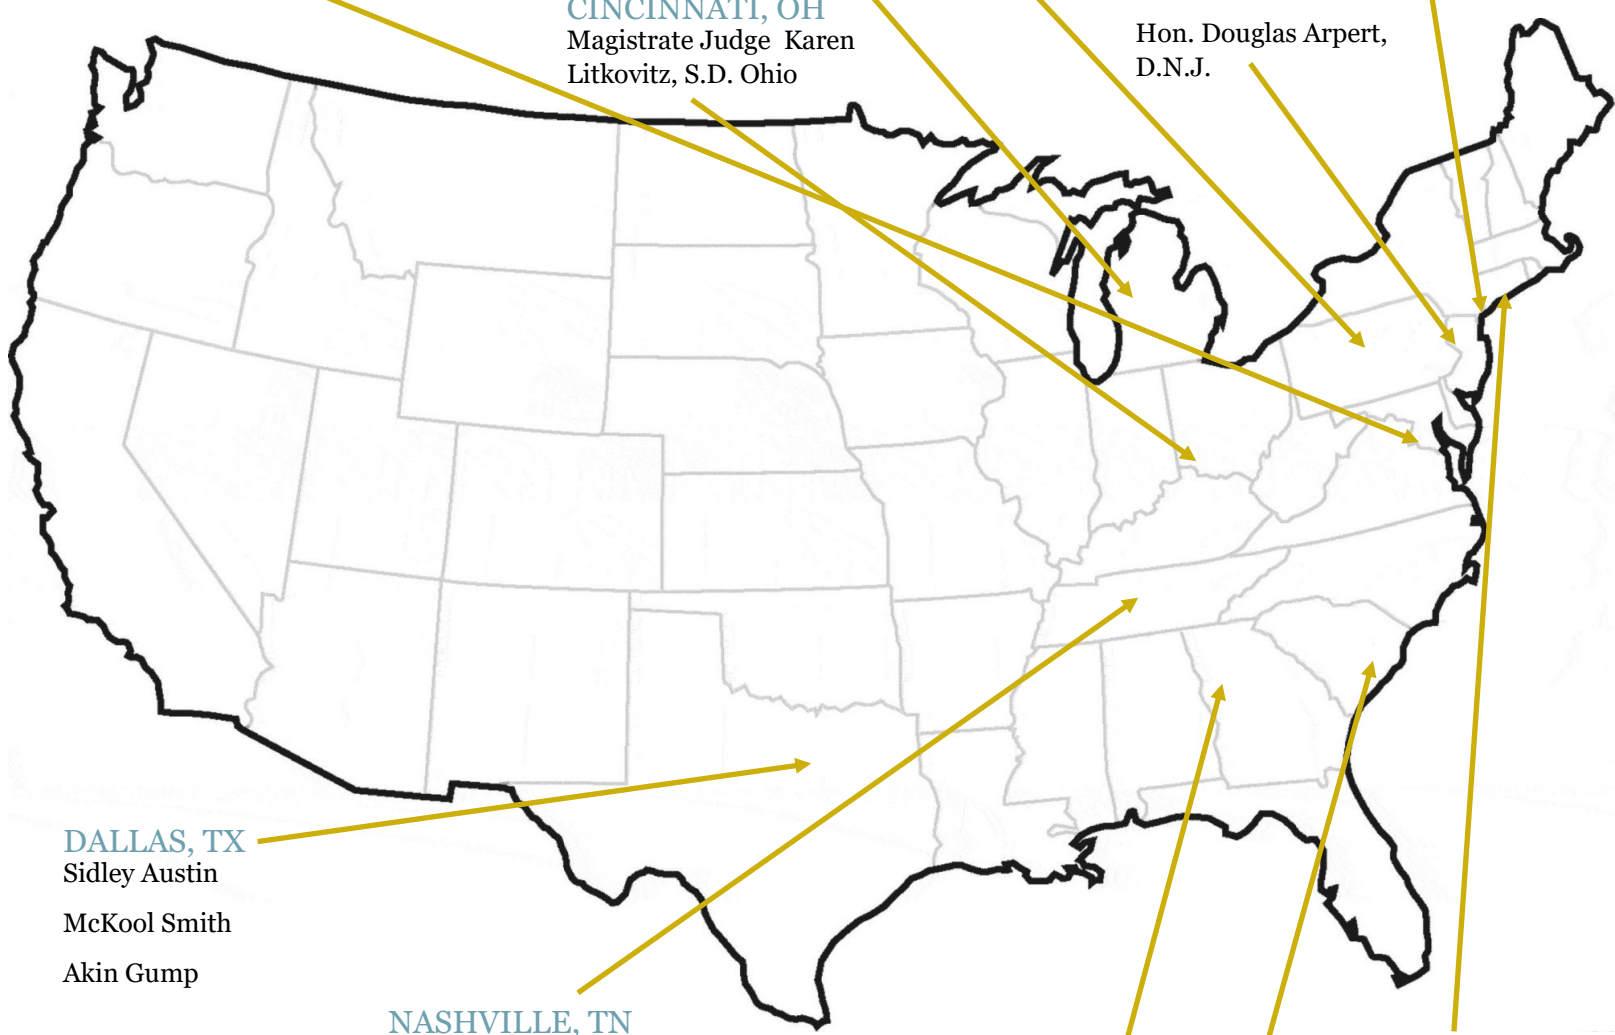 CINCINNATI, OH
Magistrate Judge Karen
Litkovitz, S.D. Ohio
Hon. Douglas Arpert,
D.N.J.
DALLAS, TX
Sidley Austin
McKool Smith
Akin Gump
NASHVILLE, TN